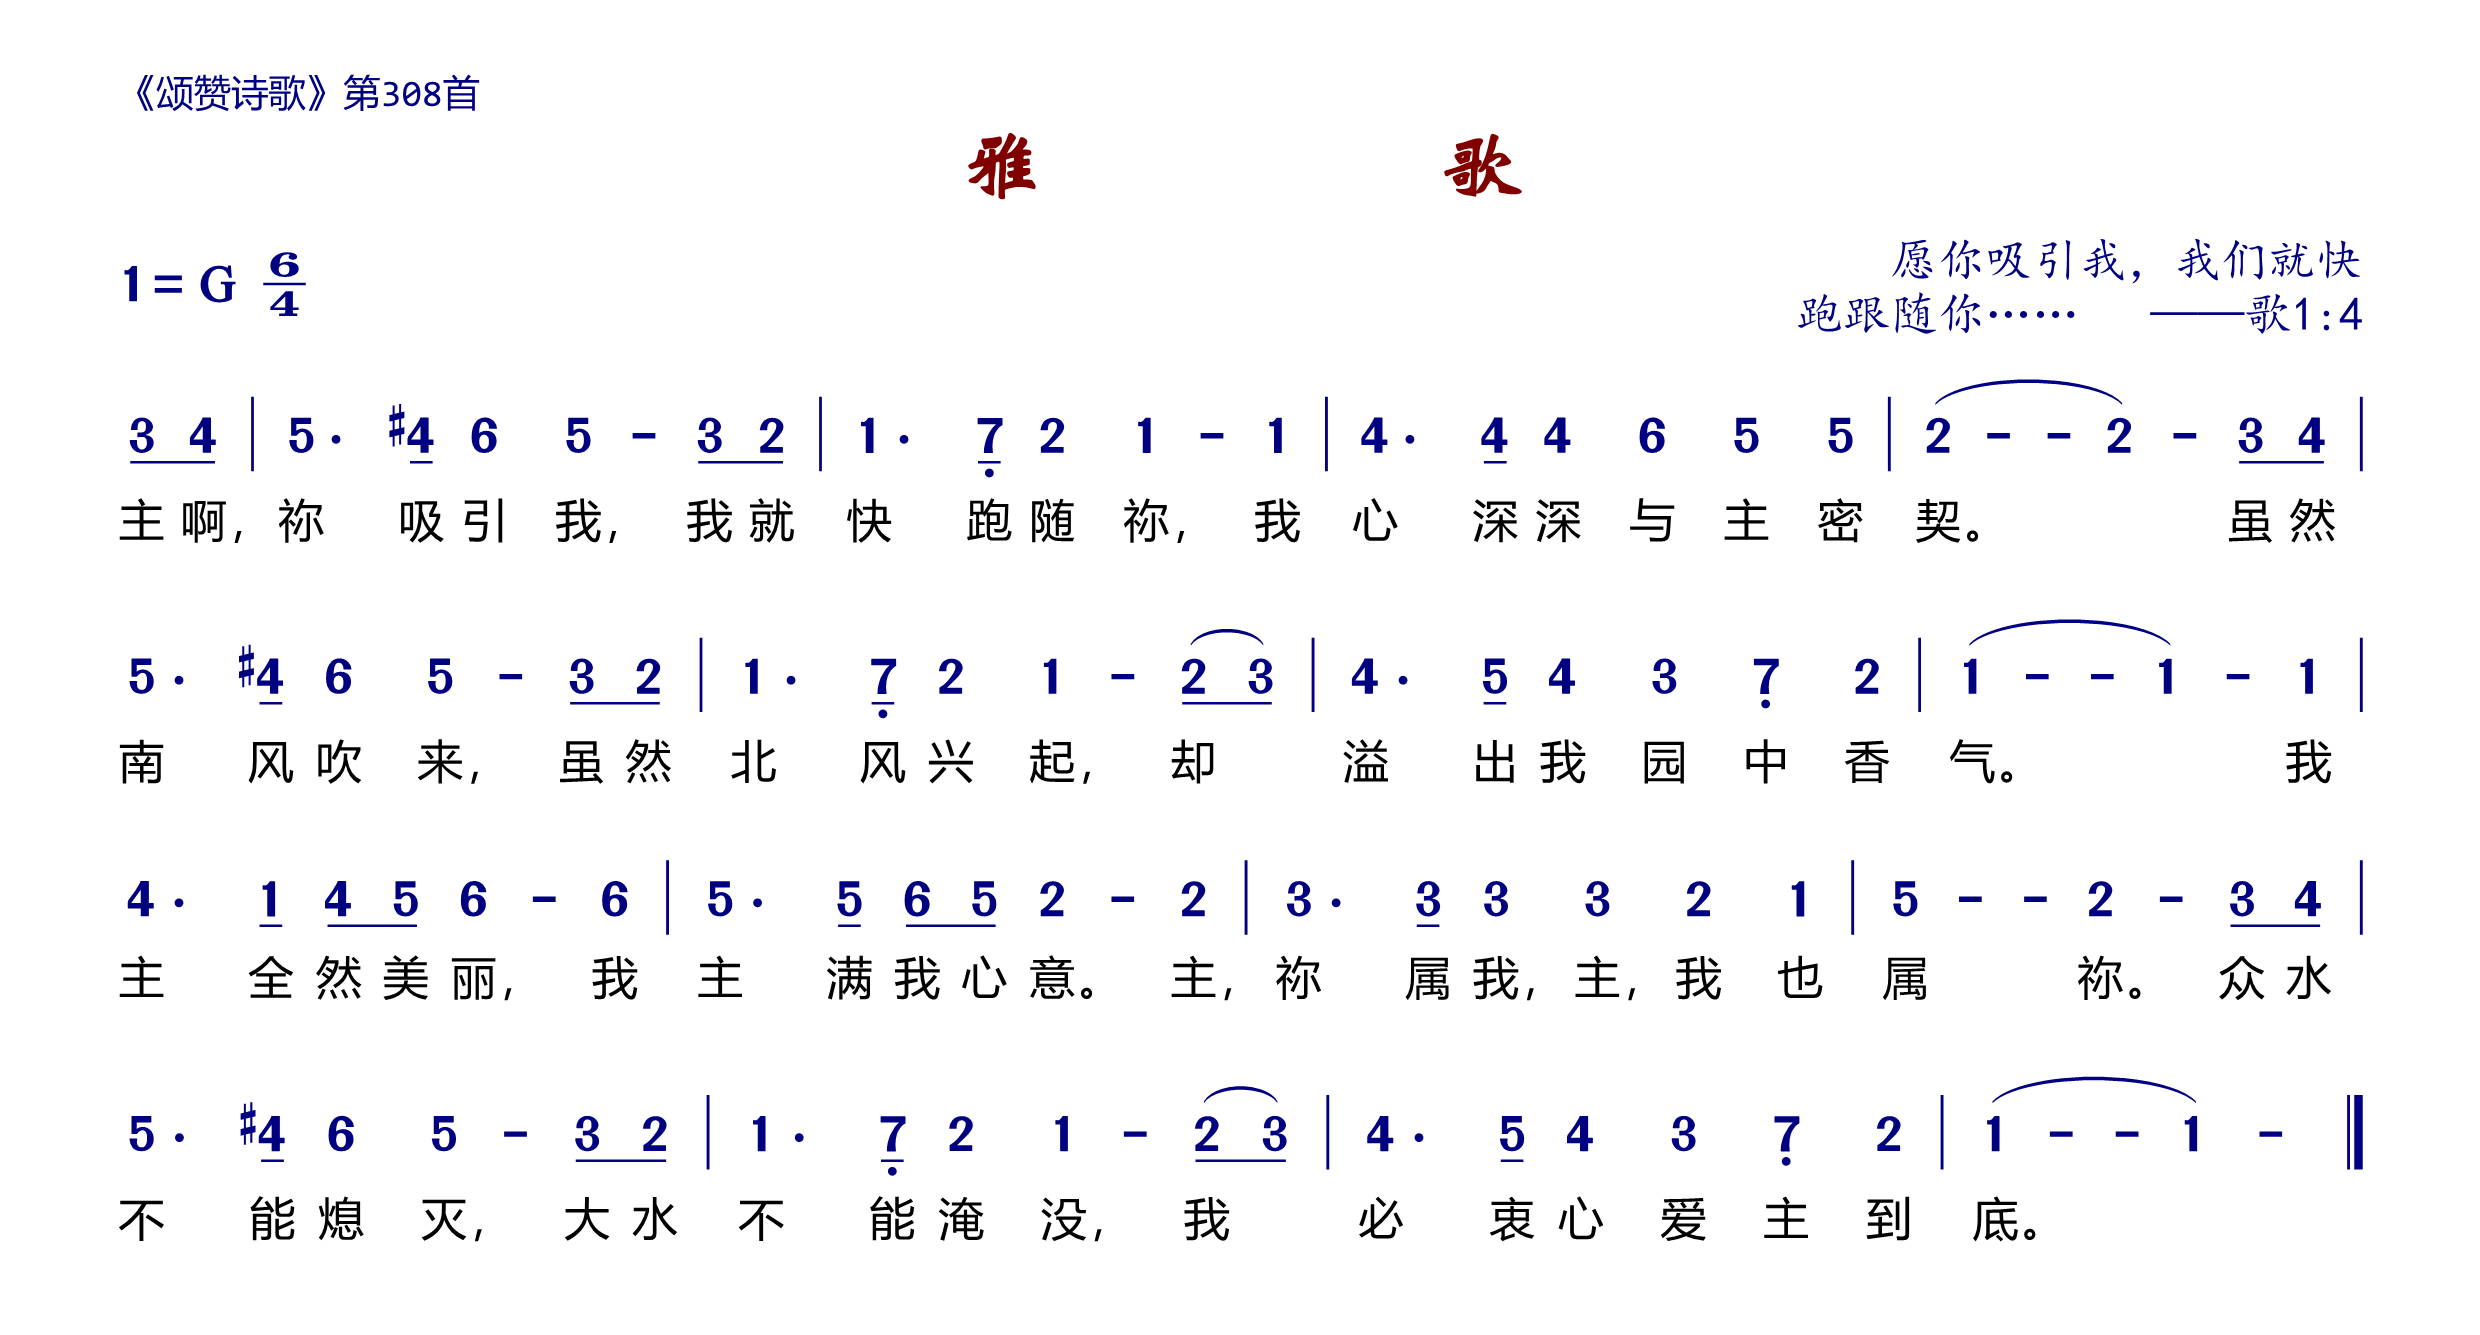 《颂赞诗歌》第308首
雅 歌
1=G 6/4
愿你吸引我，我们就快
跑跟随你…… ——歌1:4
3 4 | 5· #4 6 5 - 3 2 | 1· 7 2 1 - 1 | 4· 4 4 6 5 5 | 2 - - 2 - 3 4 |
主啊，祢 吸引 我， 我就 快 跑随 祢， 我 心 深深 与 主 密 契。 虽然
5· #4 6 5 - 3 2 | 1· 7 2 1 - 2 3 | 4· 5 4 3 7 2 | 1 - - 1 - 1 |
南 风吹 来， 虽然 北 风兴 起， 却 溢 出我 园 中 香 气。 我
4· 1 4 5 6 - 6 | 5· 5 6 5 2 - 2 | 3· 3 3 3 2 1 | 5 - - 2 - 3 4 |
主 全然美丽， 我 主 满我心意。 主，祢 属我，主，我 也 属 祢。 众水
5· #4 6 5 - 3 2 | 1· 7 2 1 - 2 3 | 4· 5 4 3 7 2 | 1 - - 1 - ‖
不 能熄 灭， 大水 不 能淹 没， 我 必 衷心 爱 主 到 底。